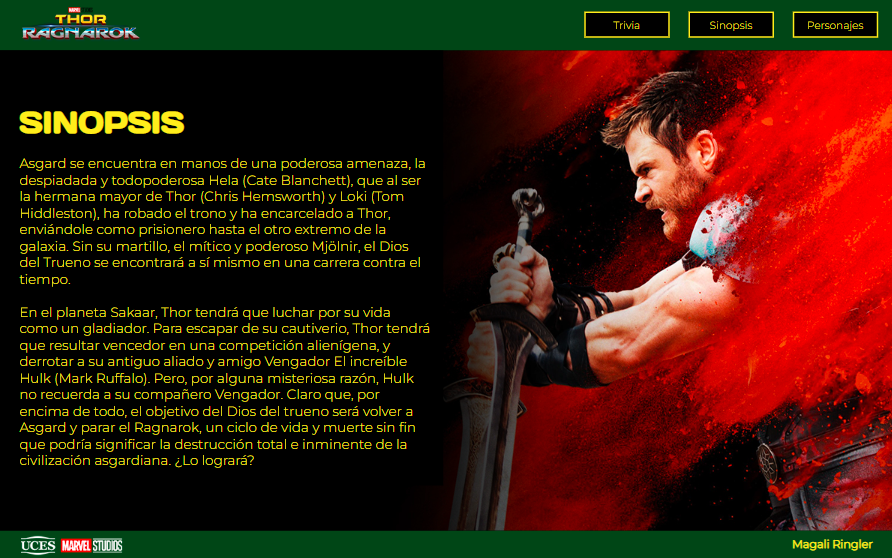 MARVEL STUDIOS
THOR
RAGNAROK
Trivia
Sinopsis
Personajes
SINOPSIS
Asgard se encuentra en manos de una poderosa amenaza, la
despiadada y todopoderosa Hela (Cate Blanchett), que al ser
la hermana mayor de Thor (Chris Hemsworth) y Loki (Tom
Hiddleston), ha robado el trono y ha encarcelado a Thor,
enviándole como prisionero hasta el otro extremo de la
galaxia. Sin su martillo, el mítico y poderoso Mjölnir, el Dios
del Trueno se encontrará a sí mismo en una carrera contra el
tiempo.
En el planeta Sakaar, Thor tendrá que luchar por su vida
como un gladiador. Para escapar de su cautiverio, Thor tendrá
que resultar vencedor en una competición alienígena, y
derrotar a su antiguo aliado y amigo Vengador El increíble
Hulk (Mark Ruffalo). Pero, por alguna misteriosa razón, Hulk
no recuerda a su compañero Vengador. Claro que, por
encima de todo, el objetivo del Dios del trueno será volver a
Asgard y parar el Ragnarok, un ciclo de vida y muerte sin fin
que podría significar la destrucción total e inminente de la
civilización asgardiana. ¿Lo logrará?
UCES
MARVEL STUDIOS
Magali Ringler